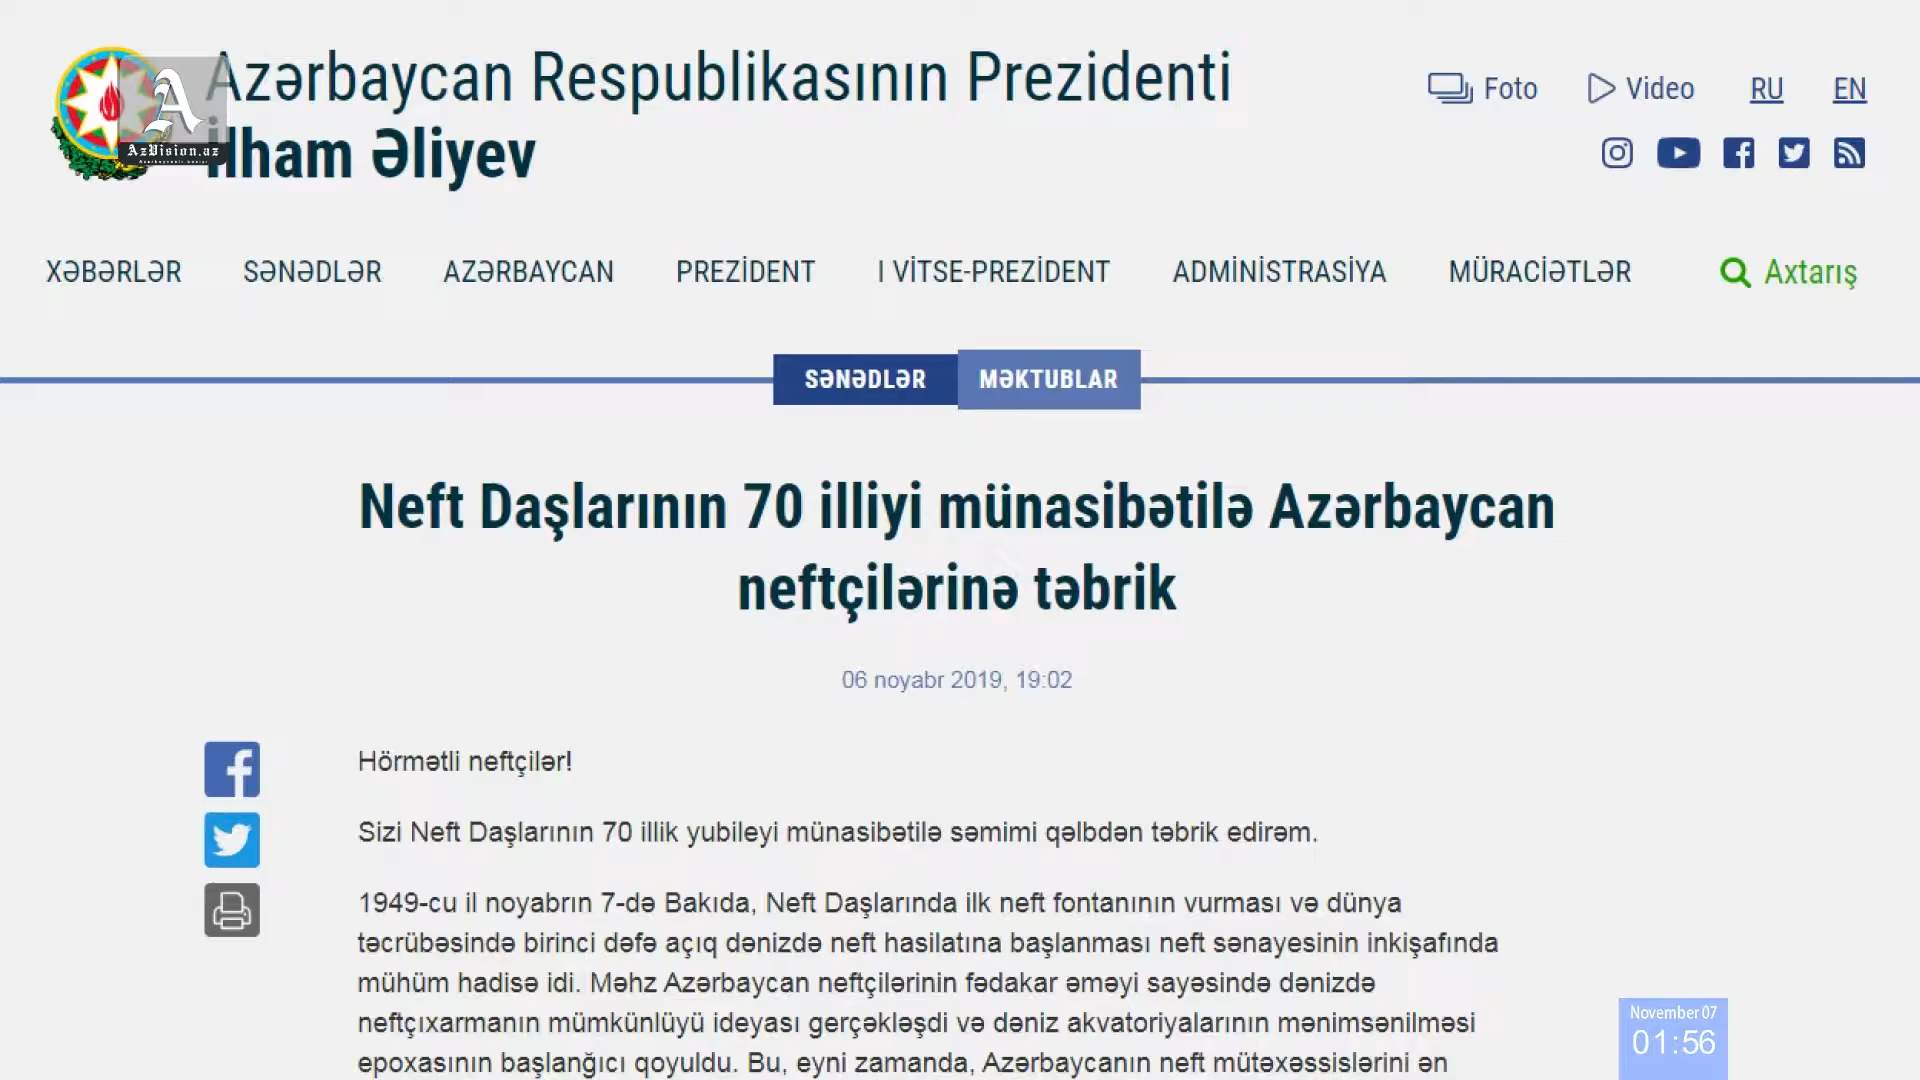 Azərbaycan Respublikasının Prezidenti
İlham Əliyev
AzVision.az
Foto
Video
RU
EN
XƏBƏRLƏR
SƏNƏDLƏR
AZƏRBAYCAN
PREZİDENT
I VİTSE-PREZİDENT
ADMİNİSTRASİYA
MÜRACİƏTLƏR
Axtarış
SƏNƏDLƏR
MƏKTUBLAR
Neft Daşlarının 70 illiyi münasibətilə Azərbaycan
neftçilərinə təbrik
06 noyabr 2019, 19:02
Hörmətli neftçilər!
Sizi Neft Daşlarının 70 illik yubileyi münasibətilə səmimi qəlbdən təbrik edirəm.
1949-cu il noyabrın 7-də Bakıda, Neft Daşlarında ilk neft fontanının vurması və dünya
təcrübəsində birinci dəfə açıq dənizdə neft hasilatına başlanması neft sənayesinin inkişafında
mühüm hadisə idi. Məhz Azərbaycan neftçilərinin fədakar əməyi sayəsində dənizdə
neftçıxarmanın mümkünlüyü ideyası gerçəkləşdi və dəniz akvatoriyalarının mənimsənilməsi
epoxasının başlanğıcı qoyuldu. Bu, eyni zamanda, Azərbaycanın neft mütəxəssislərini ən
November 07
01:56